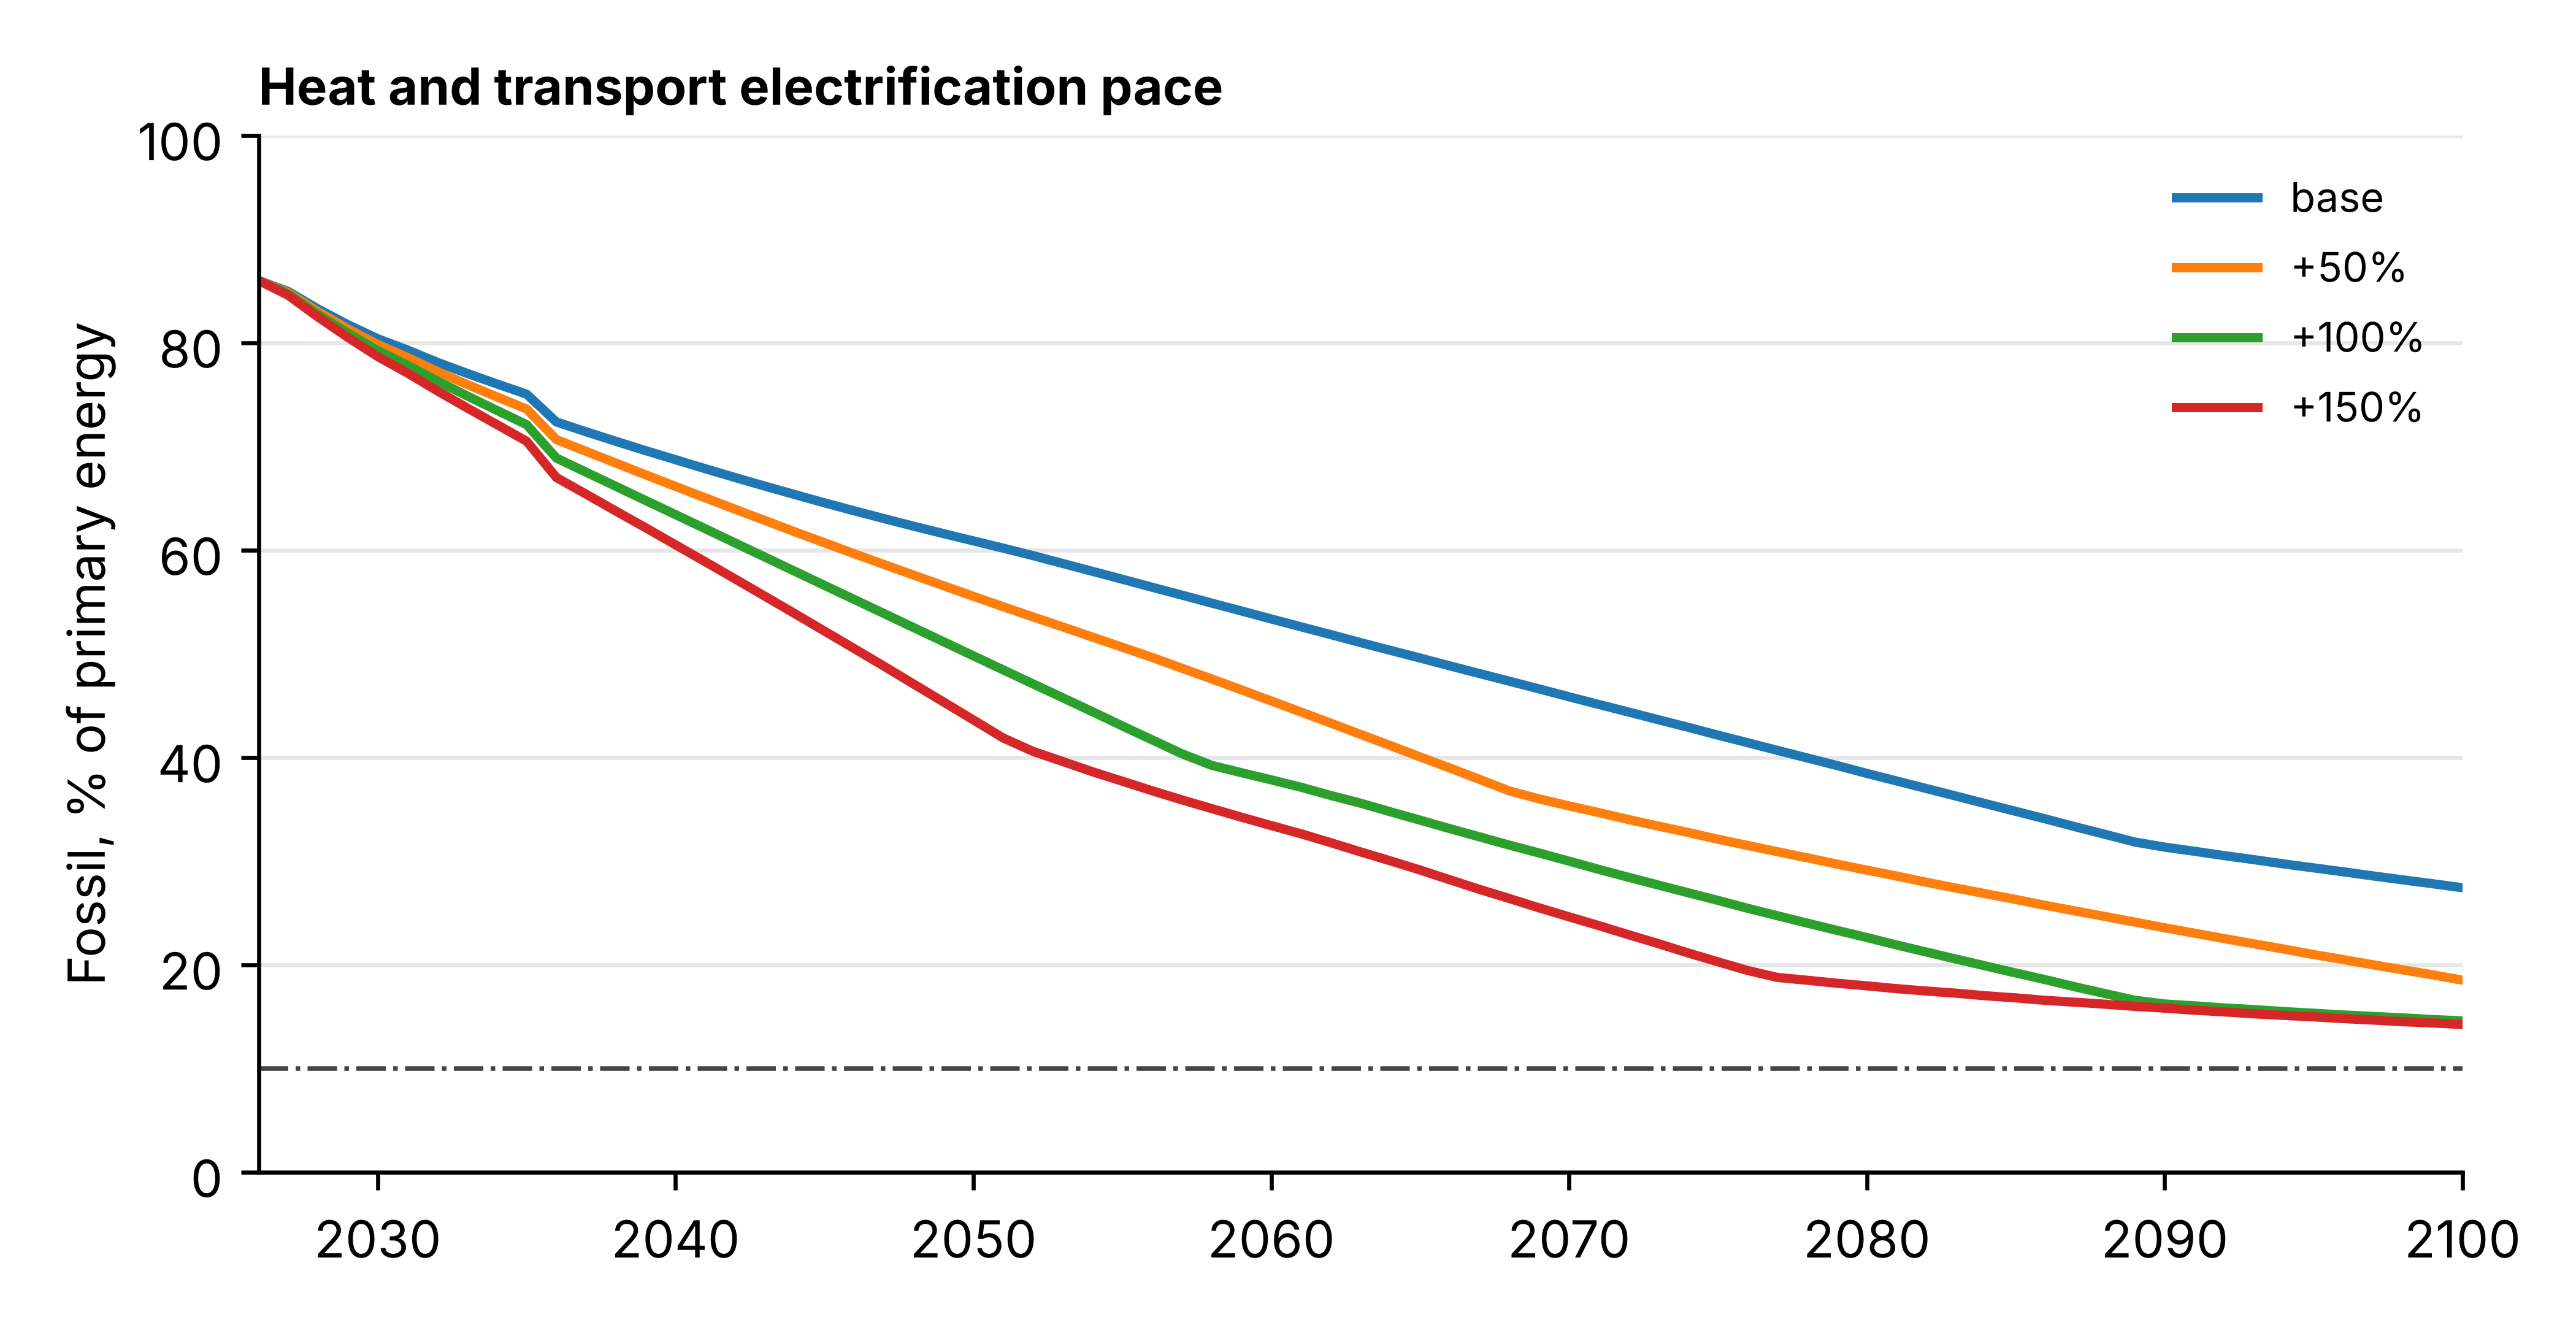 Heat and transport electrification pace
Fossil, % of primary energy
100
80
60
40
20
0
base
+50%
+100%
+150%
2030 2040 2050 2060 2070 2080 2090 2100